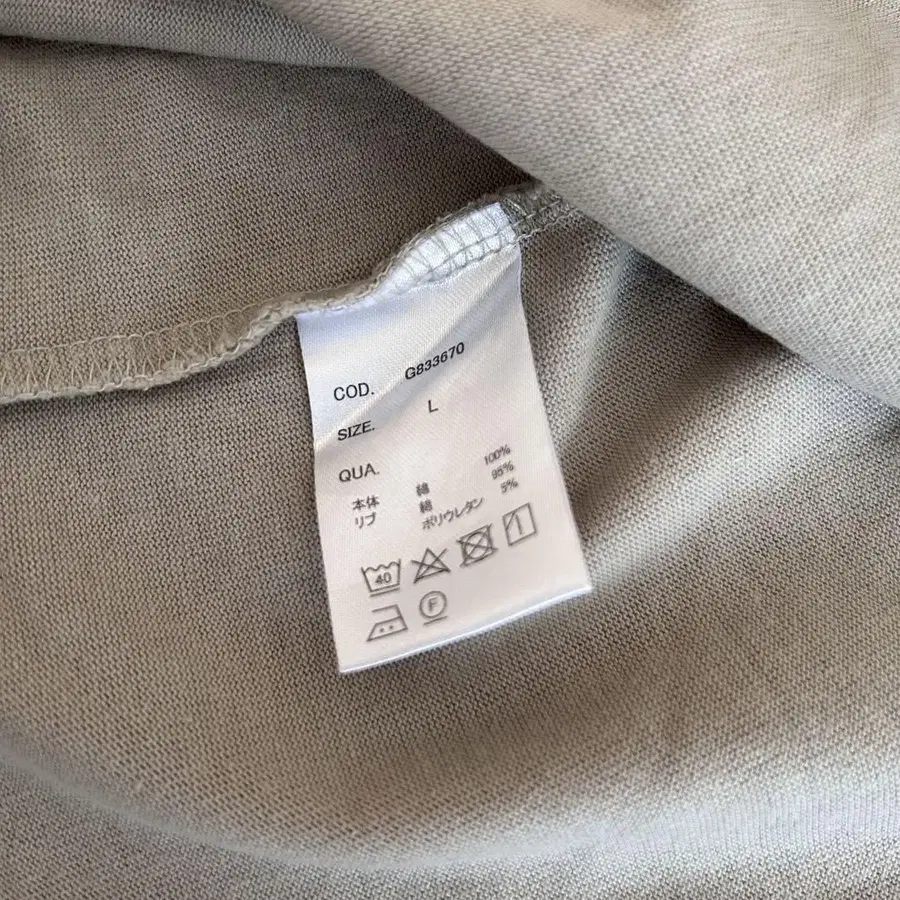 COD. G833670
SIZE. L
QUA.
本体 綿 100%
リブ 綿 95%
ポリウレタン 5%
40
F